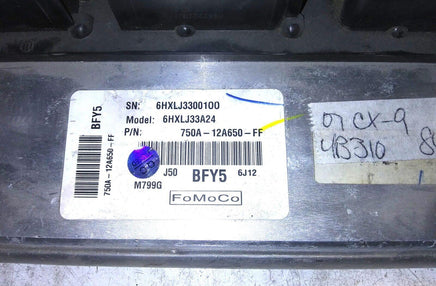 SN: 6HXLJ3300100
Model: 6HXLJ33A24
P/N: 750A-12A650-FF
BFY5
750A-12A650-FF
J50 BFY5 6J12
M799G
FoMoCo
07 CX-9
4B310